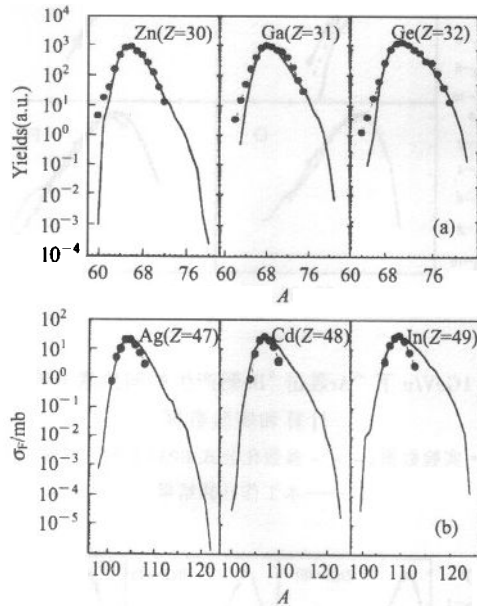 10⁴
Zn(Z=30) Ga(Z=31) Ge(Z=32)
10³
10²
10¹
10⁰
10⁻¹
10⁻²
10⁻³
10⁻⁴
Yields(a.u.)
(a)
60 68 76 60 68 76 60 68 76
A
10²
Ag(Z=47) Cd(Z=48) In(Z=49)
10¹
10⁰
10⁻¹
10⁻²
10⁻³
10⁻⁴
10⁻⁵
10⁻⁶
σF/mb
(b)
100 110 120 100 110 120 100 110 120
A